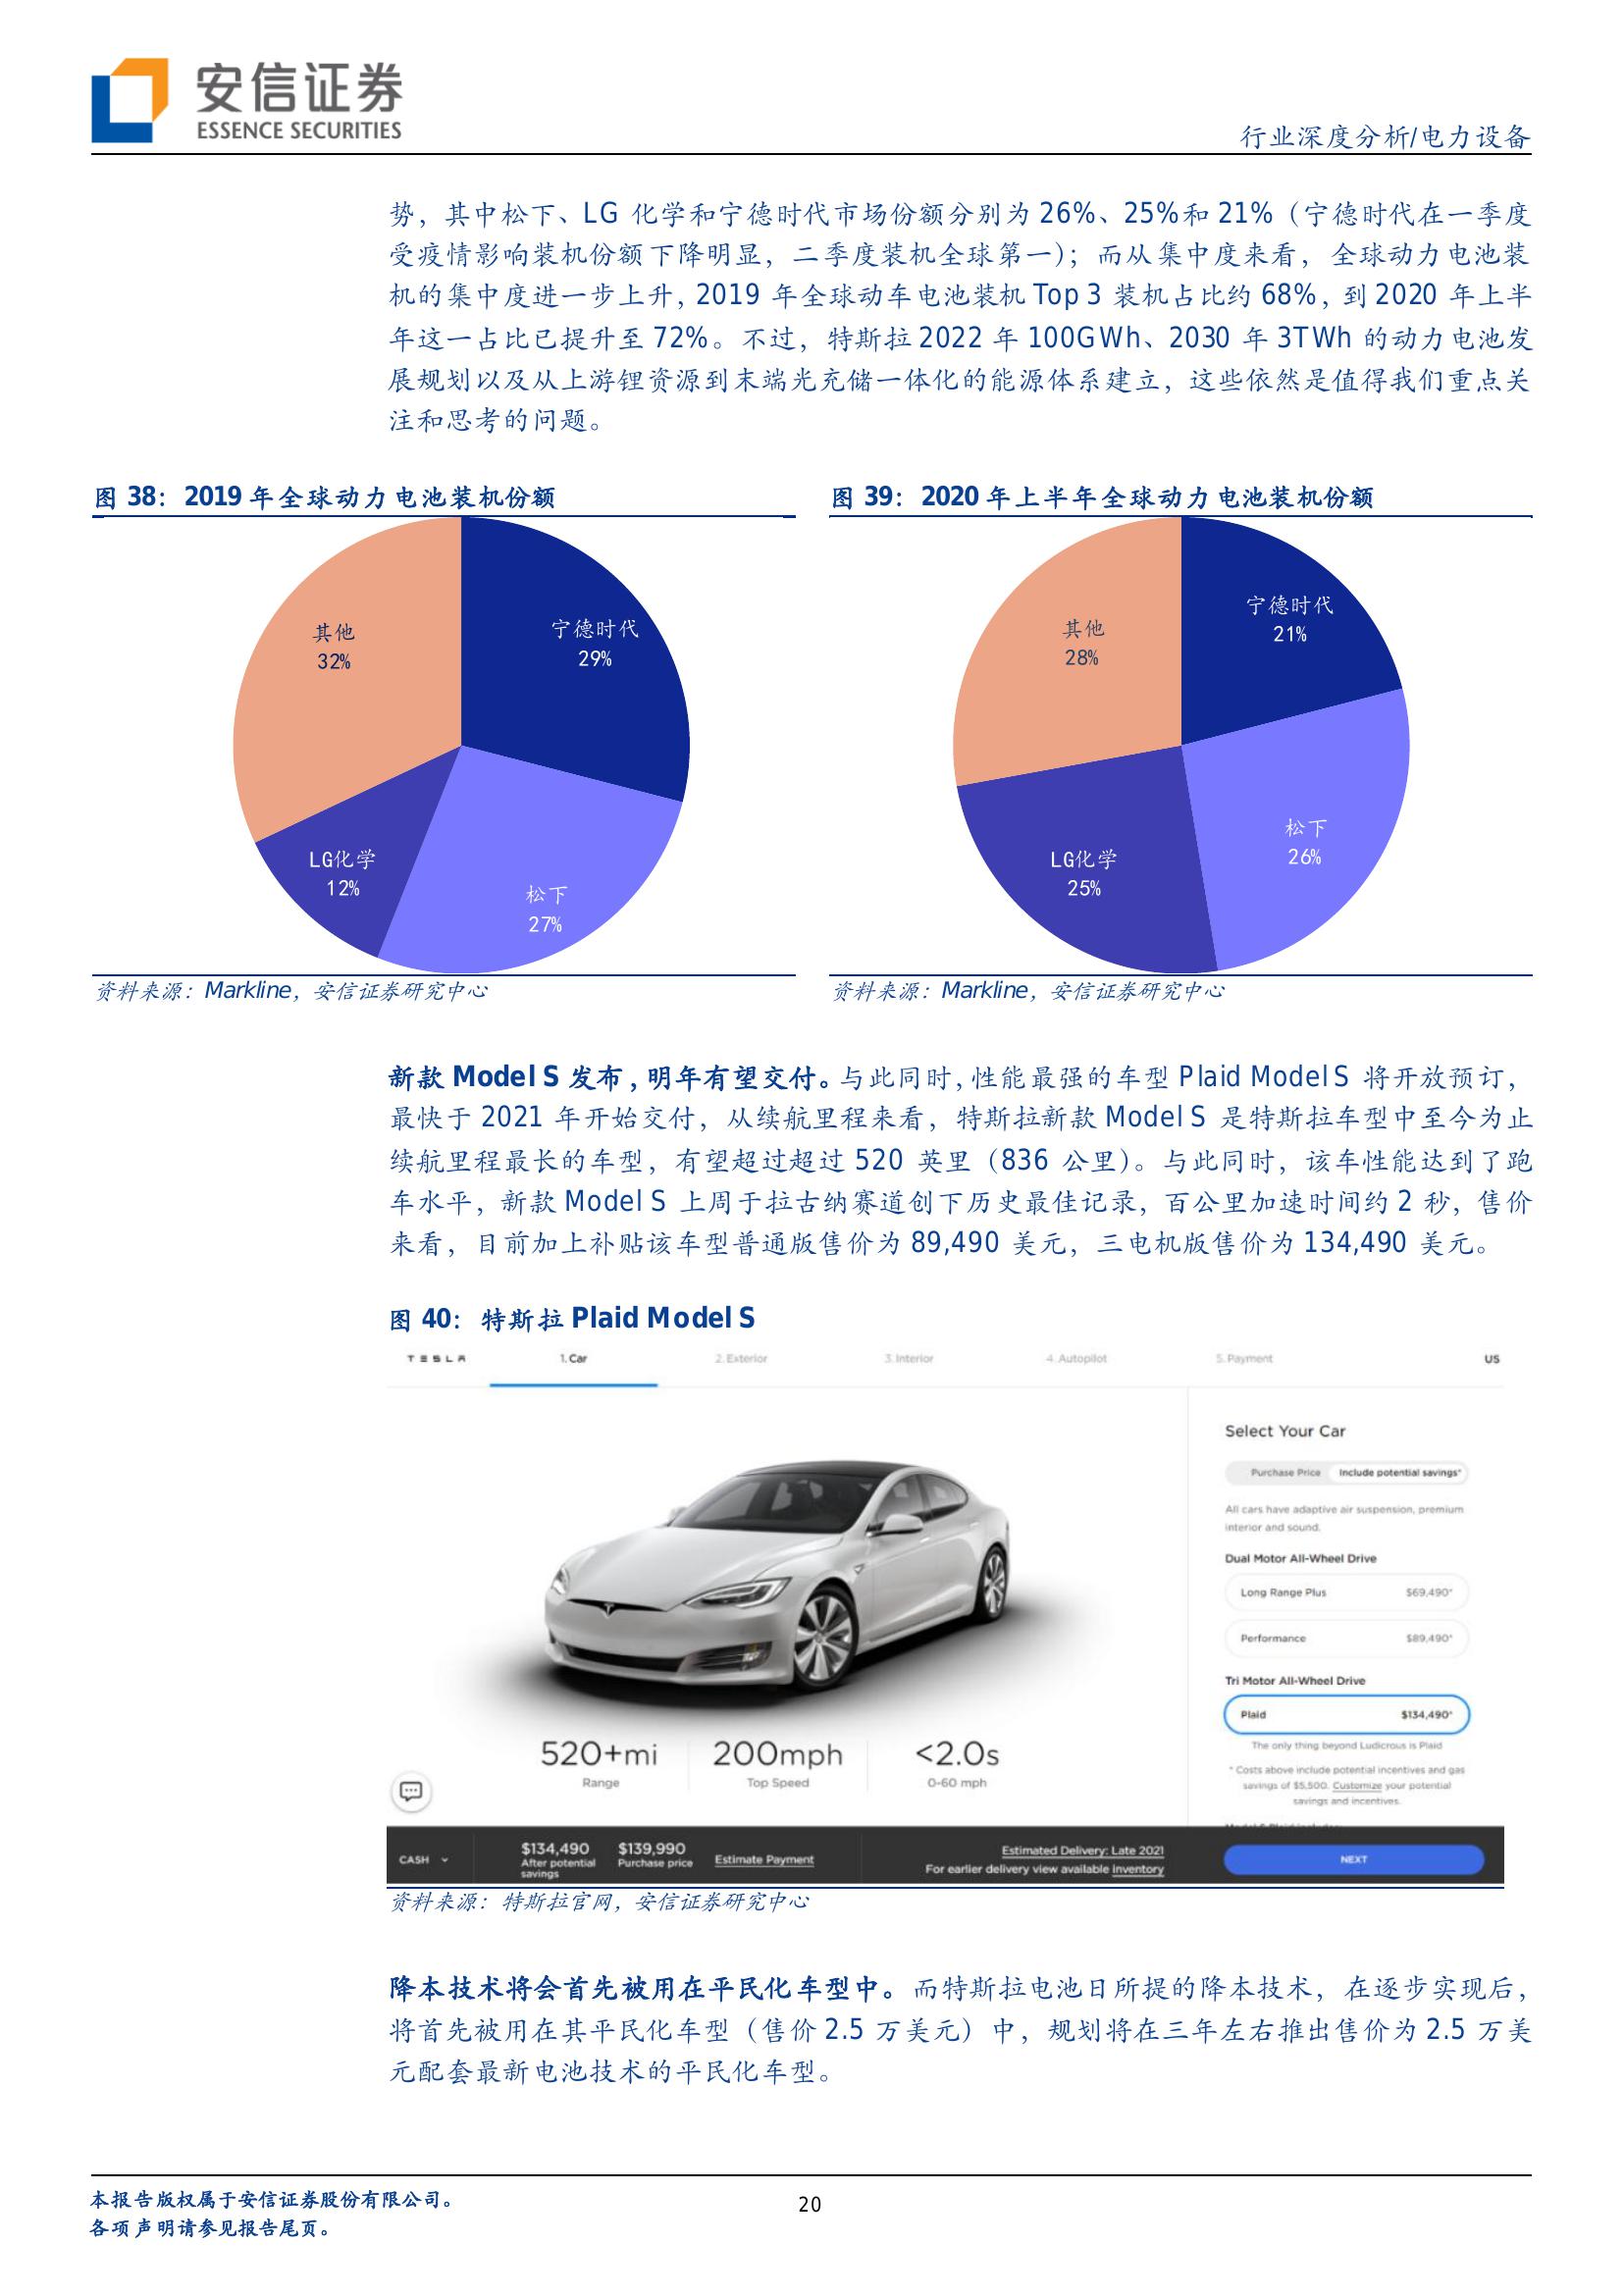 安信证券
ESSENCE SECURITIES
行业深度分析/电力设备
势，其中松下、LG 化学和宁德时代市场份额分别为 26%、25%和 21%（宁德时代在一季度
受疫情影响装机份额下降明显，二季度装机全球第一）；而从集中度来看，全球动力电池装
机的集中度进一步上升，2019 年全球动车电池装机 Top 3 装机占比约 68%，到 2020 年上半
年这一占比已提升至 72%。不过，特斯拉 2022 年 100GWh、2030 年 3TWh 的动力电池发
展规划以及从上游锂资源到末端光充储一体化的能源体系建立，这些依然是值得我们重点关
注和思考的问题。
图 38：2019 年全球动力电池装机份额
其他
32%
宁德时代
29%
LG化学
12%
松下
27%
资料来源：Markline，安信证券研究中心
图 39：2020 年上半年全球动力电池装机份额
其他
28%
宁德时代
21%
松下
26%
LG化学
25%
资料来源：Markline，安信证券研究中心
新款 Model S 发布，明年有望交付。与此同时，性能最强的车型 Plaid Model S 将开放预订，
最快于 2021 年开始交付，从续航里程来看，特斯拉新款 Model S 是特斯拉车型中至今为止
续航里程最长的车型，有望超过超过 520 英里（836 公里）。与此同时，该车性能达到了跑
车水平，新款 Model S 上周于拉古纳赛道创下历史最佳记录，百公里加速时间约 2 秒，售价
来看，目前加上补贴该车型普通版售价为 89,490 美元，三电机版售价为 134,490 美元。
图 40：特斯拉 Plaid Model S
TESLA
1. Car
2. Exterior
3. Interior
4. Autopilot
5. Payment
US
Select Your Car
Purchase Price
Include potential savings*
All cars have adaptive air suspension, premium
interior and sound.
Dual Motor All-Wheel Drive
Long Range Plus $69,490*
Performance $89,490*
Tri Motor All-Wheel Drive
Plaid $134,490*
The only thing beyond Ludicrous is Plaid
* Costs above include potential incentives and gas
savings of $5,500. Customize your potential
savings and incentives.
520+mi
Range
200mph
Top Speed
<2.0s
0-60 mph
CASH
$134,490
After potential
savings
$139,990
Purchase price
Estimate Payment
Estimated Delivery: Late 2021
For earlier delivery view available inventory
NEXT
资料来源：特斯拉官网，安信证券研究中心
降本技术将会首先被用在平民化车型中。而特斯拉电池日所提的降本技术，在逐步实现后，
将首先被用在其平民化车型（售价 2.5 万美元）中，规划将在三年左右推出售价为 2.5 万美
元配套最新电池技术的平民化车型。
本报告版权属于安信证券股份有限公司。
各项声明请参见报告尾页。
20